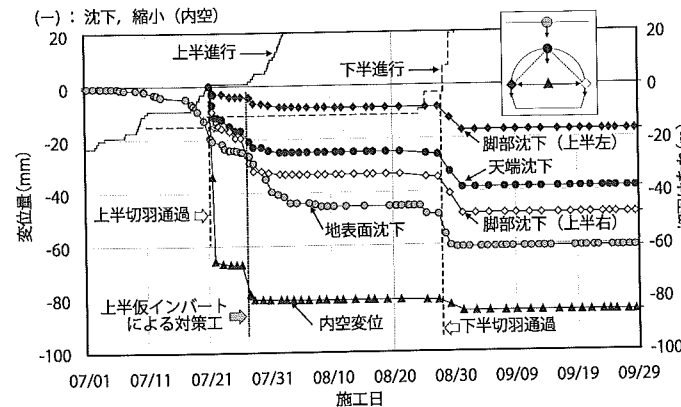 (一)：沈下，縮小（内空）
20
0
-20
-40
-60
-80
-100
変位量(mm)
上半進行
下半進行
脚部沈下（上半左）
天端沈下
脚部沈下（上半右）
地表面沈下
上半切羽通過
上半仮インバート
による対策工
内空変位
下半切羽通過
20
0
-20
-40
-60
-80
-100
07/01 07/11 07/21 07/31 08/10 08/20 08/30 09/09 09/19 09/29
施工日